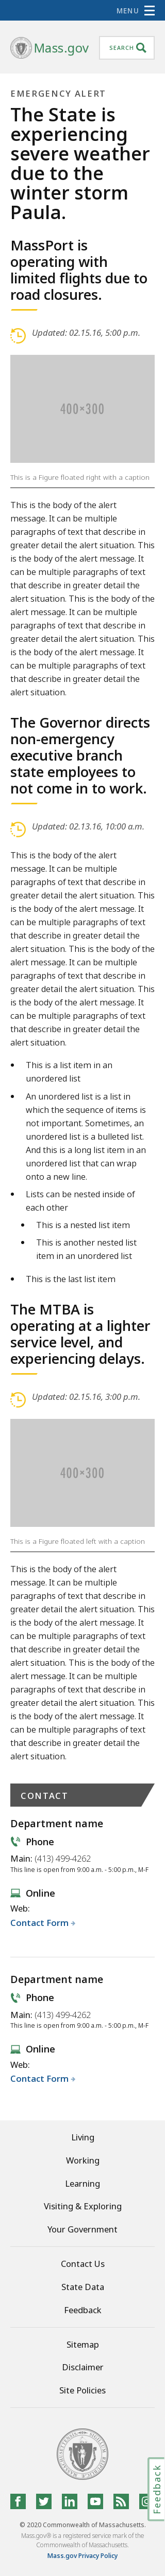 MENU
Mass.gov
SEARCH
EMERGENCY ALERT
The State is
experiencing
severe weather
due to the
winter storm
Paula.
MassPort is
operating with
limited flights due to
road closures.
Updated: 02.15.16, 5:00 p.m.
400×300
This is a Figure floated right with a caption
This is the body of the alert
message. It can be multiple
paragraphs of text that describe in
greater detail the alert situation. This
is the body of the alert message. It
can be multiple paragraphs of text
that describe in greater detail the
alert situation. This is the body of the
alert message. It can be multiple
paragraphs of text that describe in
greater detail the alert situation. This
is the body of the alert message. It
can be multiple paragraphs of text
that describe in greater detail the
alert situation.
The Governor directs
non-emergency
executive branch
state employees to
not come in to work.
Updated: 02.13.16, 10:00 a.m.
This is the body of the alert
message. It can be multiple
paragraphs of text that describe in
greater detail the alert situation. This
is the body of the alert message. It
can be multiple paragraphs of text
that describe in greater detail the
alert situation. This is the body of the
alert message. It can be multiple
paragraphs of text that describe in
greater detail the alert situation. This
is the body of the alert message. It
can be multiple paragraphs of text
that describe in greater detail the
alert situation.
This is a list item in an
unordered list
An unordered list is a list in
which the sequence of items is
not important. Sometimes, an
unordered list is a bulleted list.
And this is a long list item in an
unordered list that can wrap
onto a new line.
Lists can be nested inside of
each other
This is a nested list item
This is another nested list
item in an unordered list
This is the last list item
The MTBA is
operating at a lighter
service level, and
experiencing delays.
Updated: 02.15.16, 3:00 p.m.
400×300
This is a Figure floated left with a caption
This is the body of the alert
message. It can be multiple
paragraphs of text that describe in
greater detail the alert situation. This
is the body of the alert message. It
can be multiple paragraphs of text
that describe in greater detail the
alert situation. This is the body of the
alert message. It can be multiple
paragraphs of text that describe in
greater detail the alert situation. This
is the body of the alert message. It
can be multiple paragraphs of text
that describe in greater detail the
alert situation.
CONTACT
Department name
Phone
Main: (413) 499-4262
This line is open from 9:00 a.m. - 5:00 p.m., M-F
Online
Web:
Contact Form
Department name
Phone
Main: (413) 499-4262
This line is open from 9:00 a.m. - 5:00 p.m., M-F
Online
Web:
Contact Form
Living
Working
Learning
Visiting & Exploring
Your Government
Contact Us
State Data
Feedback
Sitemap
Disclaimer
Site Policies
Feedback
© 2020 Commonwealth of Massachusetts.
Mass.gov® is a registered service mark of the
Commonwealth of Massachusetts.
Mass.gov Privacy Policy